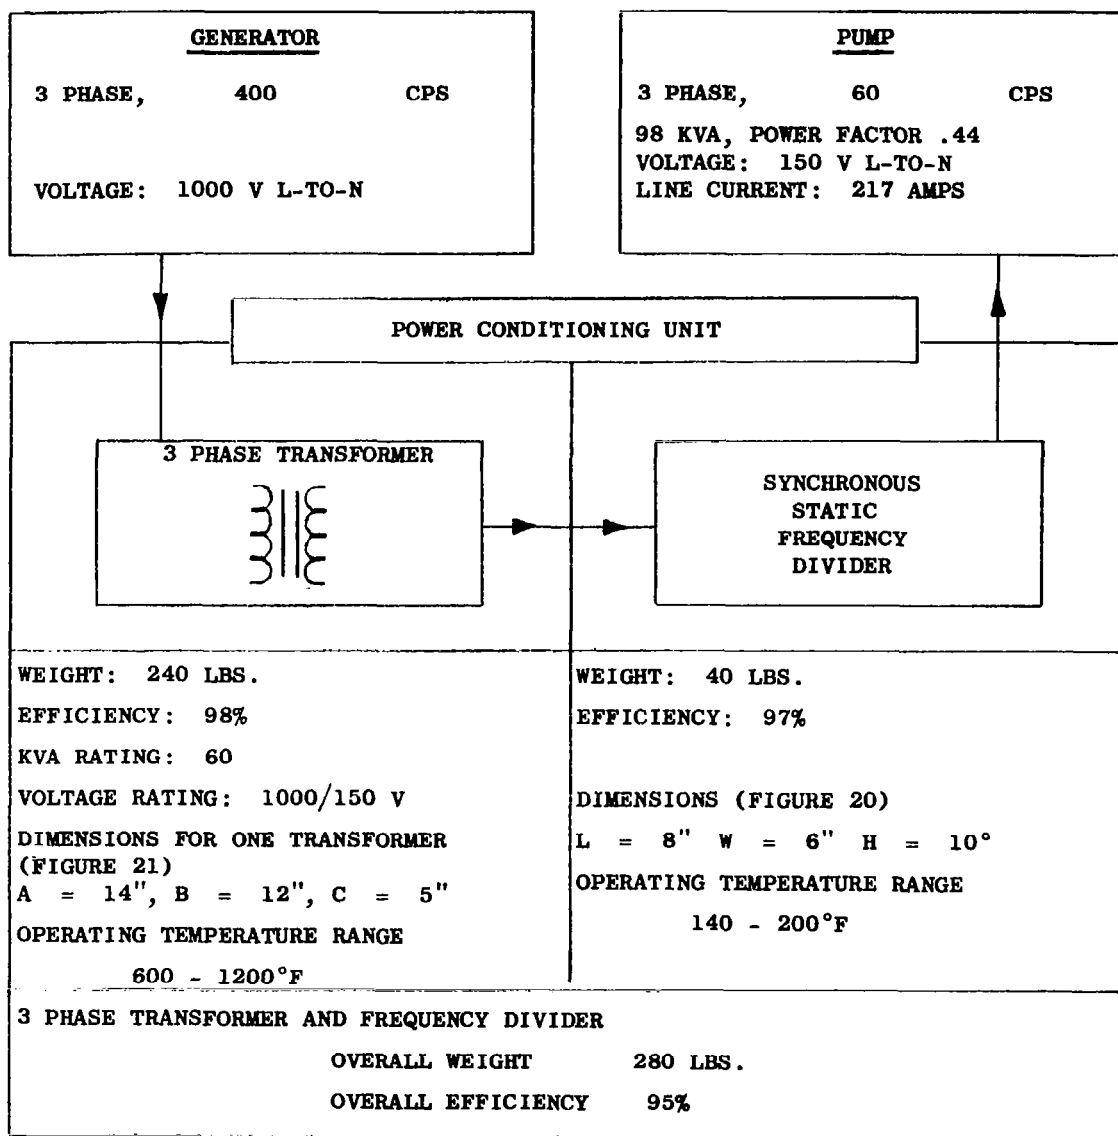 GENERATOR
3 PHASE, 400 CPS
VOLTAGE: 1000 V L-TO-N
PUMP
3 PHASE, 60 CPS
98 KVA, POWER FACTOR .44
VOLTAGE: 150 V L-TO-N
LINE CURRENT: 217 AMPS
POWER CONDITIONING UNIT
3 PHASE TRANSFORMER
SYNCHRONOUS
STATIC
FREQUENCY
DIVIDER
WEIGHT: 240 LBS.
EFFICIENCY: 98%
KVA RATING: 60
VOLTAGE RATING: 1000/150 V
DIMENSIONS FOR ONE TRANSFORMER
(FIGURE 21)
A = 14", B = 12", C = 5"
OPERATING TEMPERATURE RANGE
600 - 1200°F
WEIGHT: 40 LBS.
EFFICIENCY: 97%
DIMENSIONS (FIGURE 20)
L = 8" W = 6" H = 10°
OPERATING TEMPERATURE RANGE
140 - 200°F
3 PHASE TRANSFORMER AND FREQUENCY DIVIDER
OVERALL WEIGHT 280 LBS.
OVERALL EFFICIENCY 95%